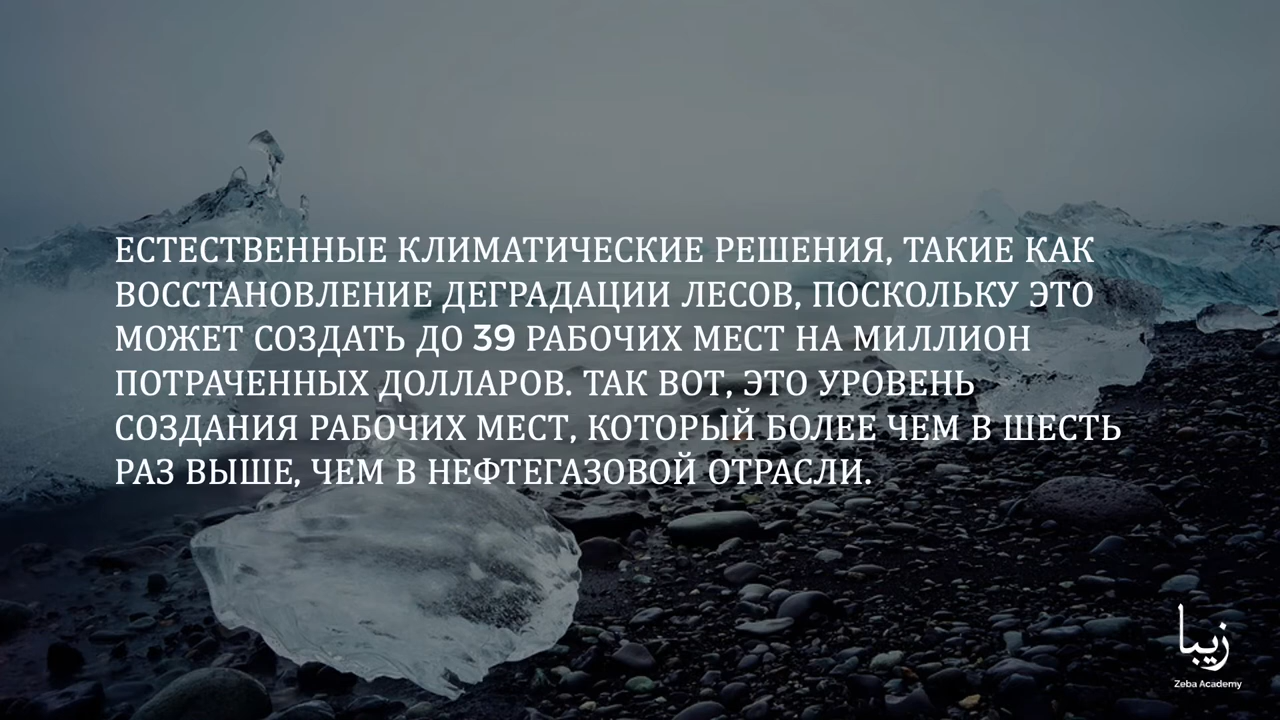 ЕСТЕСТВЕННЫЕ КЛИМАТИЧЕСКИЕ РЕШЕНИЯ, ТАКИЕ КАК
ВОССТАНОВЛЕНИЕ ДЕГРАДАЦИИ ЛЕСОВ, ПОСКОЛЬКУ ЭТО
МОЖЕТ СОЗДАТЬ ДО 39 РАБОЧИХ МЕСТ НА МИЛЛИОН
ПОТРАЧЕННЫХ ДОЛЛАРОВ. ТАК ВОТ, ЭТО УРОВЕНЬ
СОЗДАНИЯ РАБОЧИХ МЕСТ, КОТОРЫЙ БОЛЕЕ ЧЕМ В ШЕСТЬ
РАЗ ВЫШЕ, ЧЕМ В НЕФТЕГАЗОВОЙ ОТРАСЛИ.
زیبا
Zeba Academy